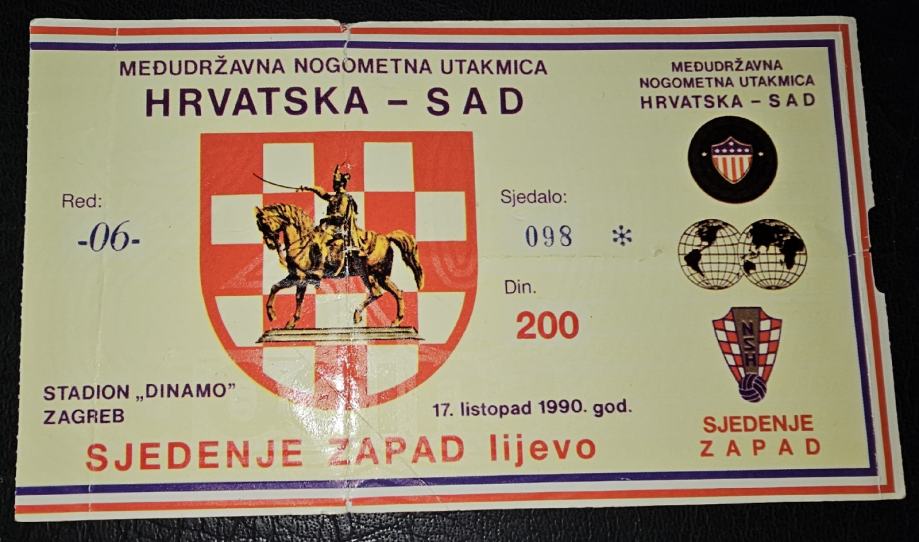 MEĐUDRŽAVNA NOGOMETNA UTAKMICA
HRVATSKA – SAD
Red:
-06-
Sjedalo:
098 *
Din.
200
STADION „DINAMO”
ZAGREB
17. listopad 1990. god.
SJEDENJE ZAPAD lijevo
MEĐUDRŽAVNA
NOGOMETNA UTAKMICA
HRVATSKA – SAD
NSH
SJEDENJE
ZAPAD